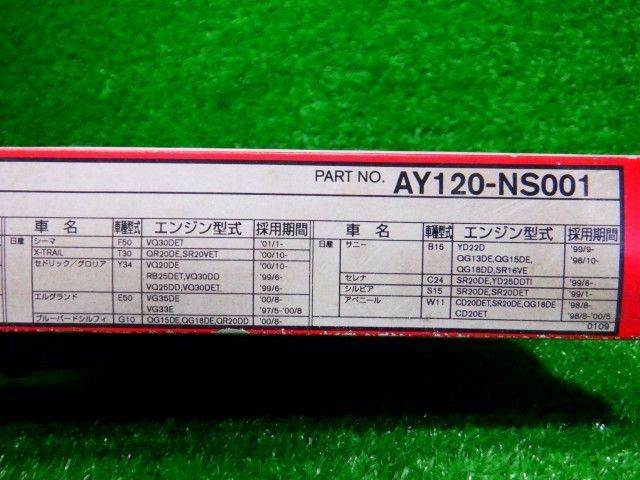 PART NO. AY120-NS001
車名 車種型式 エンジン型式 採用期間
日産 シーマ F50 VQ30DET '01/1-
X-TRAIL T30 QR20DE,SR20VET '00/10-
セドリック/グロリア Y34 VQ20DE '00/10-
RB25DET,VQ30DD '99/6-
VQ25DD,VQ30DET '99/6-
エルグランド E50 VQ35DE '00/8-
VG33E '97/5-'00/8
ブルーバードシルフィ G10 QG15DE,QG18DE,QR20DD '00/8-
車名 車種型式 エンジン型式 採用期間
日産 サニー B15 YD22D '99/9-
QG13DE,QG15DE, '98/10-
QG18DD,SR16VE
セレナ C24 SR20DE,YD25DDTI '99/6-
シルビア S15 SR20DE,SR20DET '99/1-
アベニール W11 CD20DET,SR20DE,QG18DE '98/8-
CD20ET '98/8-'00/5
0109